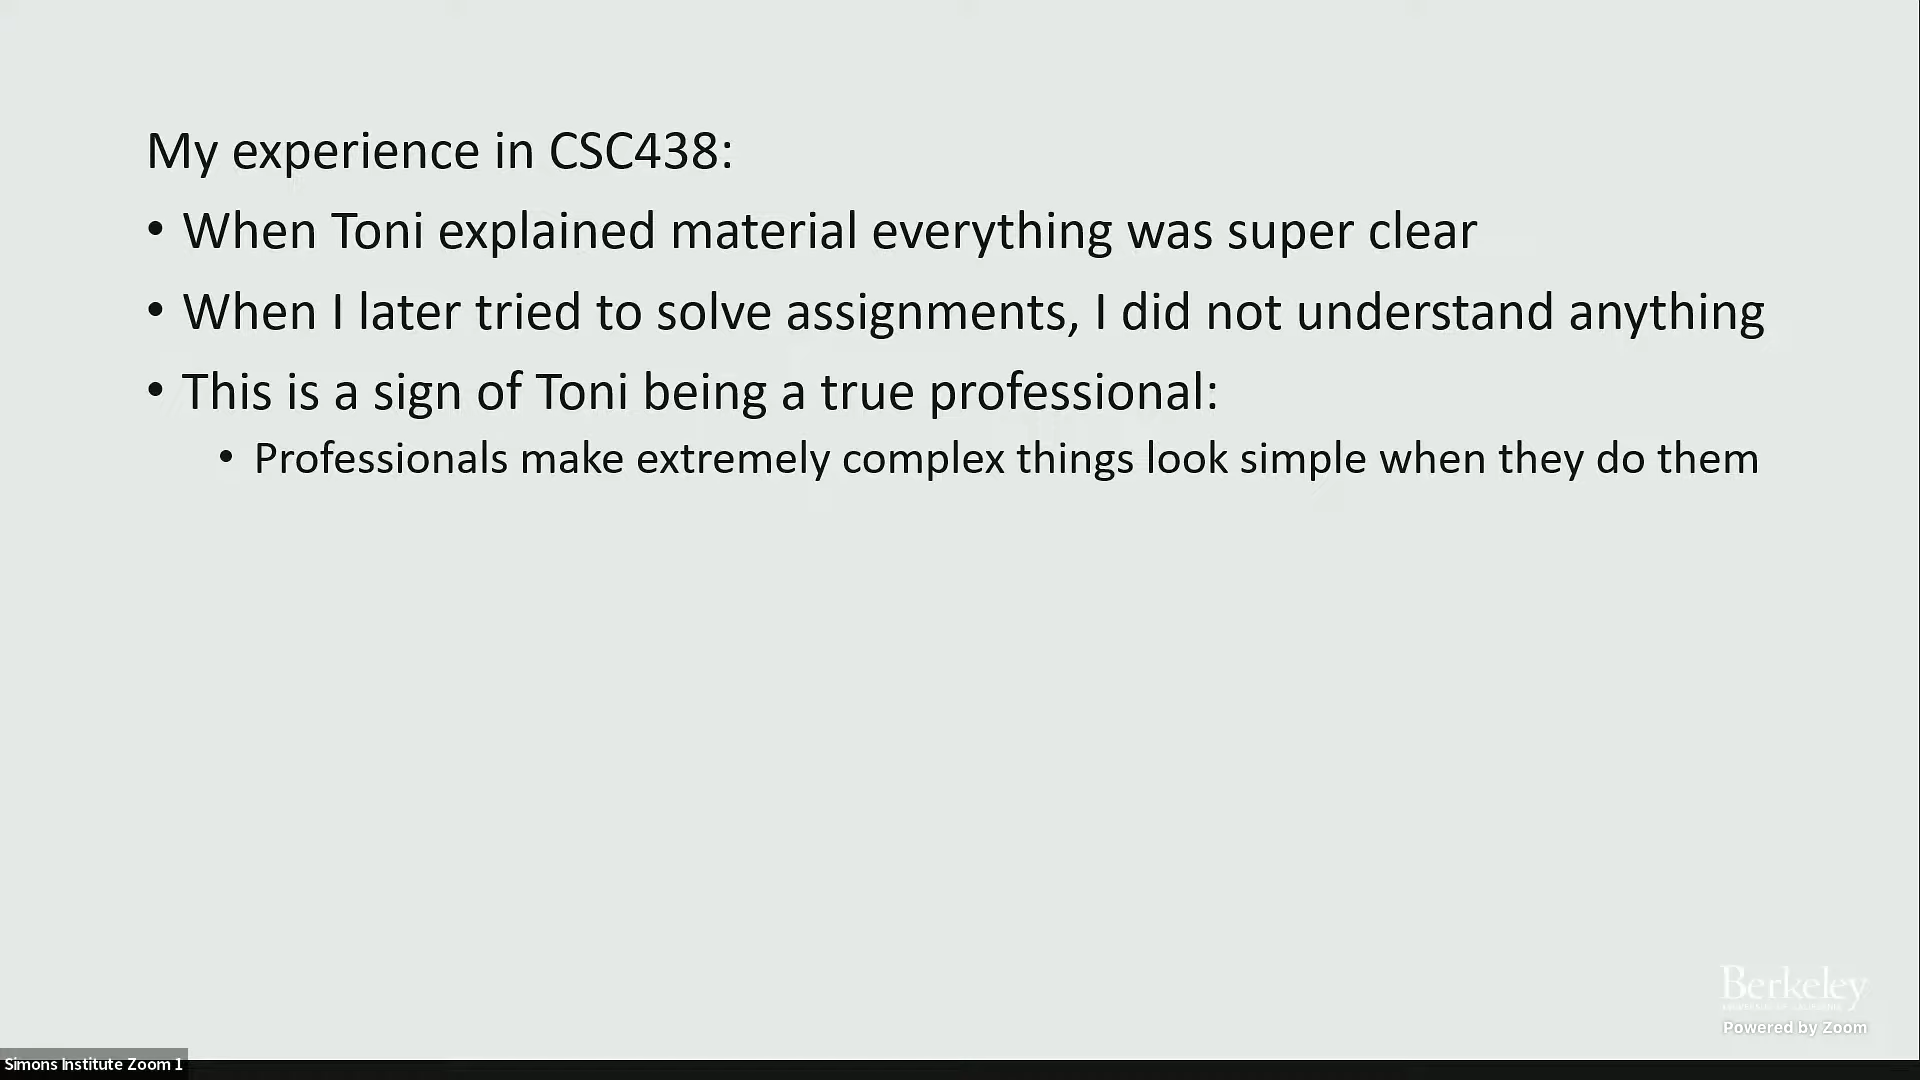 My experience in CSC438:
• When Toni explained material everything was super clear
• When I later tried to solve assignments, I did not understand anything
• This is a sign of Toni being a true professional:
• Professionals make extremely complex things look simple when they do them
Berkeley
Powered by Zoom
Simons Institute Zoom 1